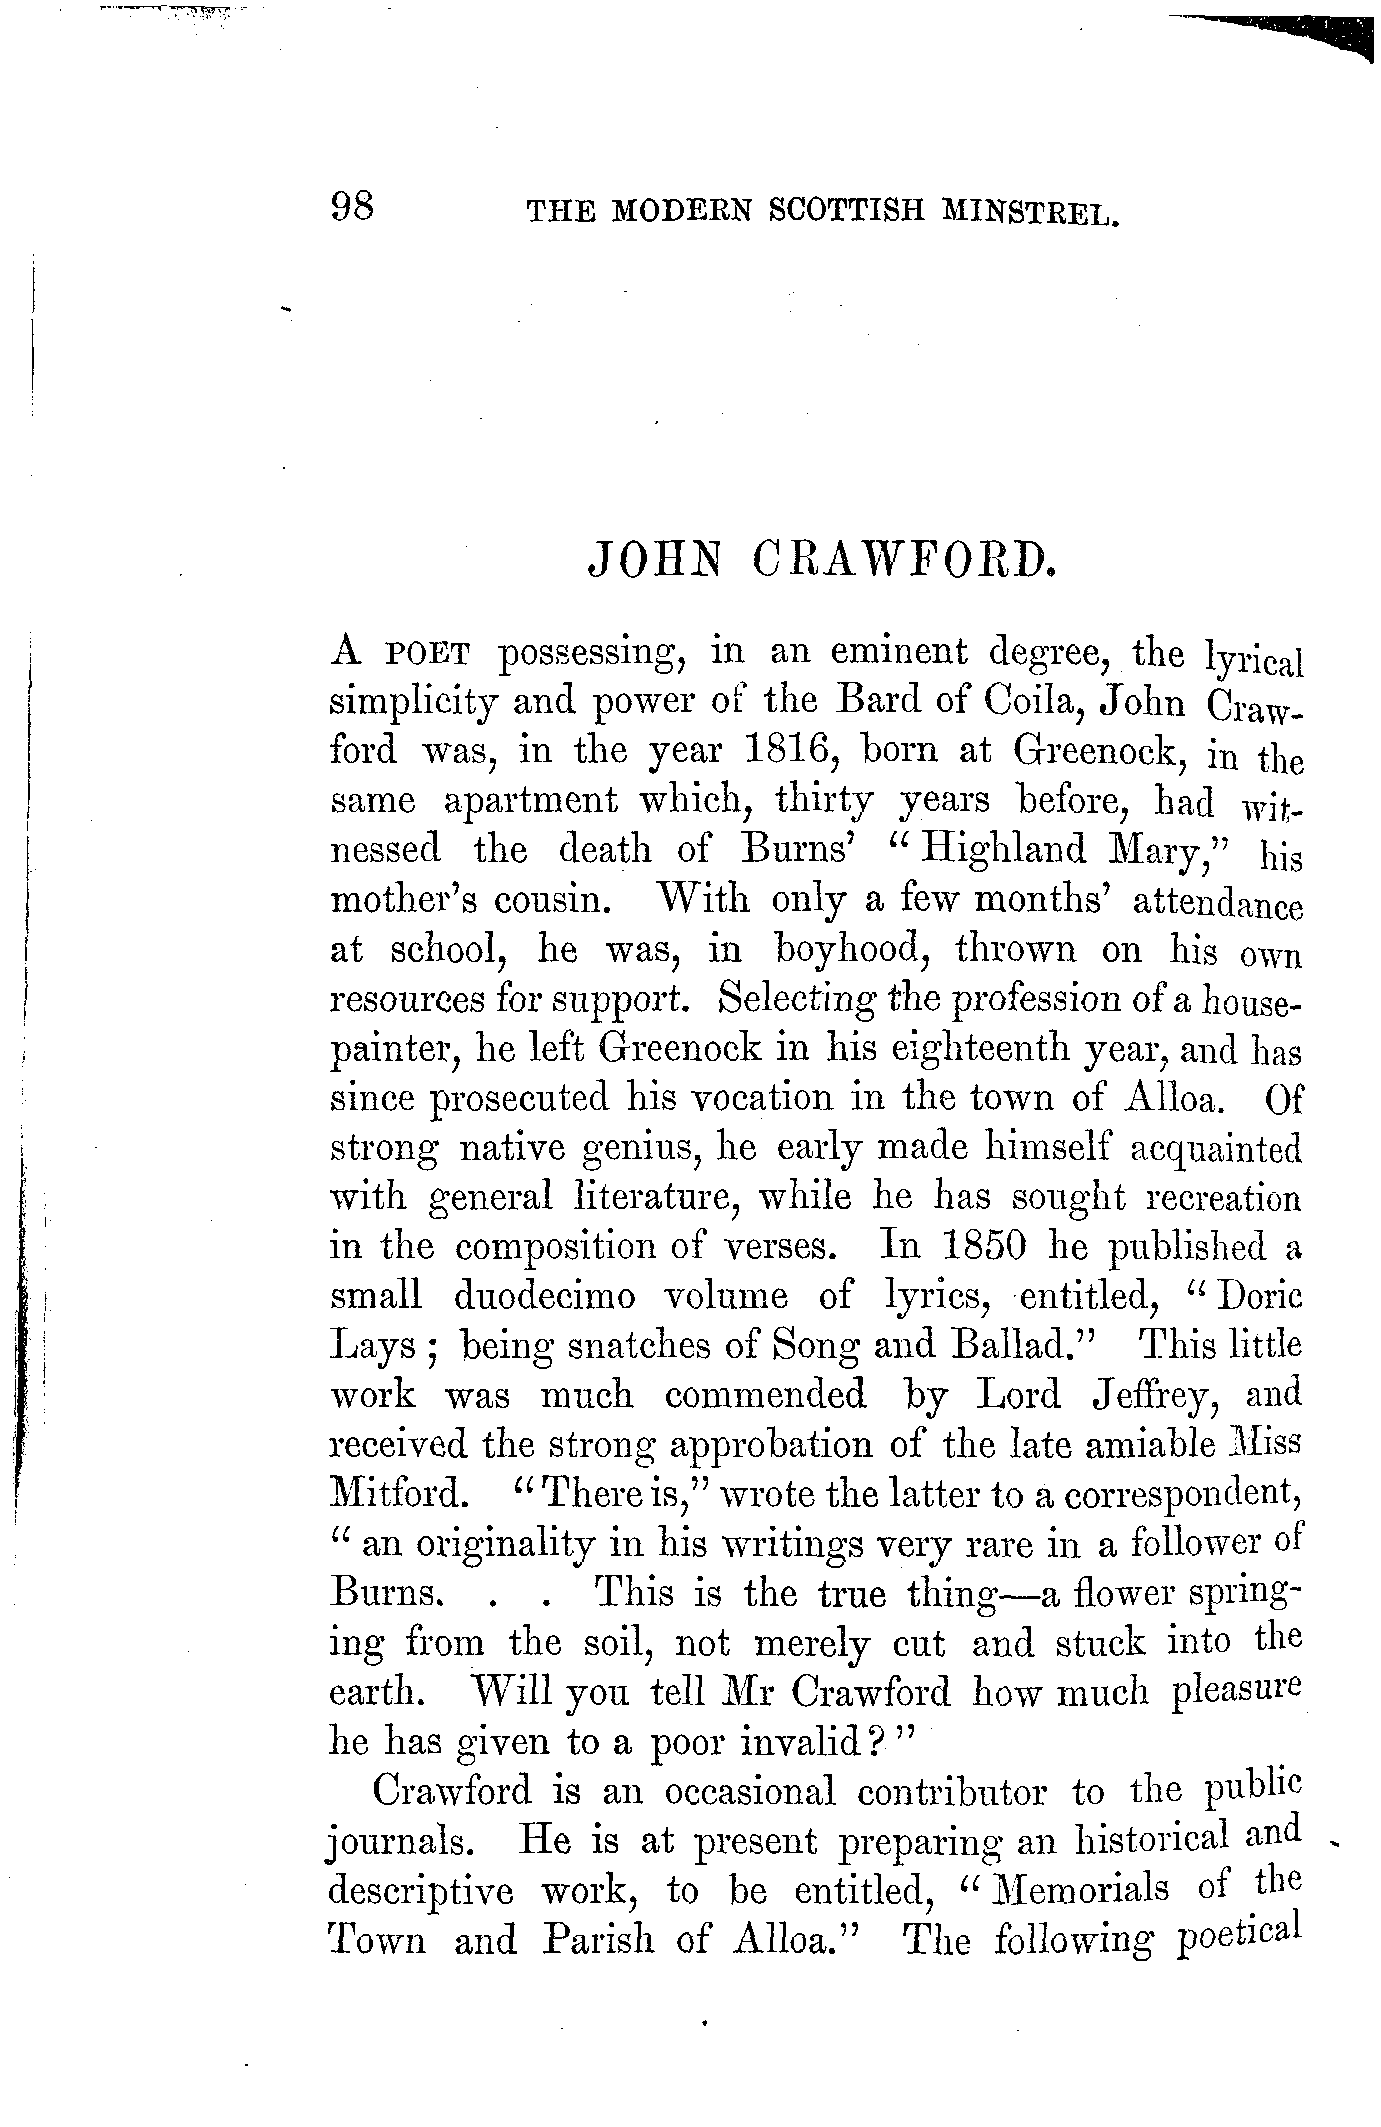 98 THE MODERN SCOTTISH MINSTREL.
JOHN CRAWFORD.
A POET possessing, in an eminent degree, the lyrical
simplicity and power of the Bard of Coila, John Craw-
ford was, in the year 1816, born at Greenock, in the
same apartment which, thirty years before, had wit-
nessed the death of Burns' "Highland Mary," his
mother's cousin. With only a few months' attendance
at school, he was, in boyhood, thrown on his own
resources for support. Selecting the profession of a house-
painter, he left Greenock in his eighteenth year, and has
since prosecuted his vocation in the town of Alloa. Of
strong native genius, he early made himself acquainted
with general literature, while he has sought recreation
in the composition of verses. In 1850 he published a
small duodecimo volume of lyrics, entitled, "Doric
Lays; being snatches of Song and Ballad." This little
work was much commended by Lord Jeffrey, and
received the strong approbation of the late amiable Miss
Mitford. "There is," wrote the latter to a correspondent,
"an originality in his writings very rare in a follower of
Burns. . . This is the true thing—a flower spring-
ing from the soil, not merely cut and stuck into the
earth. Will you tell Mr Crawford how much pleasure
he has given to a poor invalid?"
Crawford is an occasional contributor to the public
journals. He is at present preparing an historical and
descriptive work, to be entitled, "Memorials of the
Town and Parish of Alloa." The following poetical